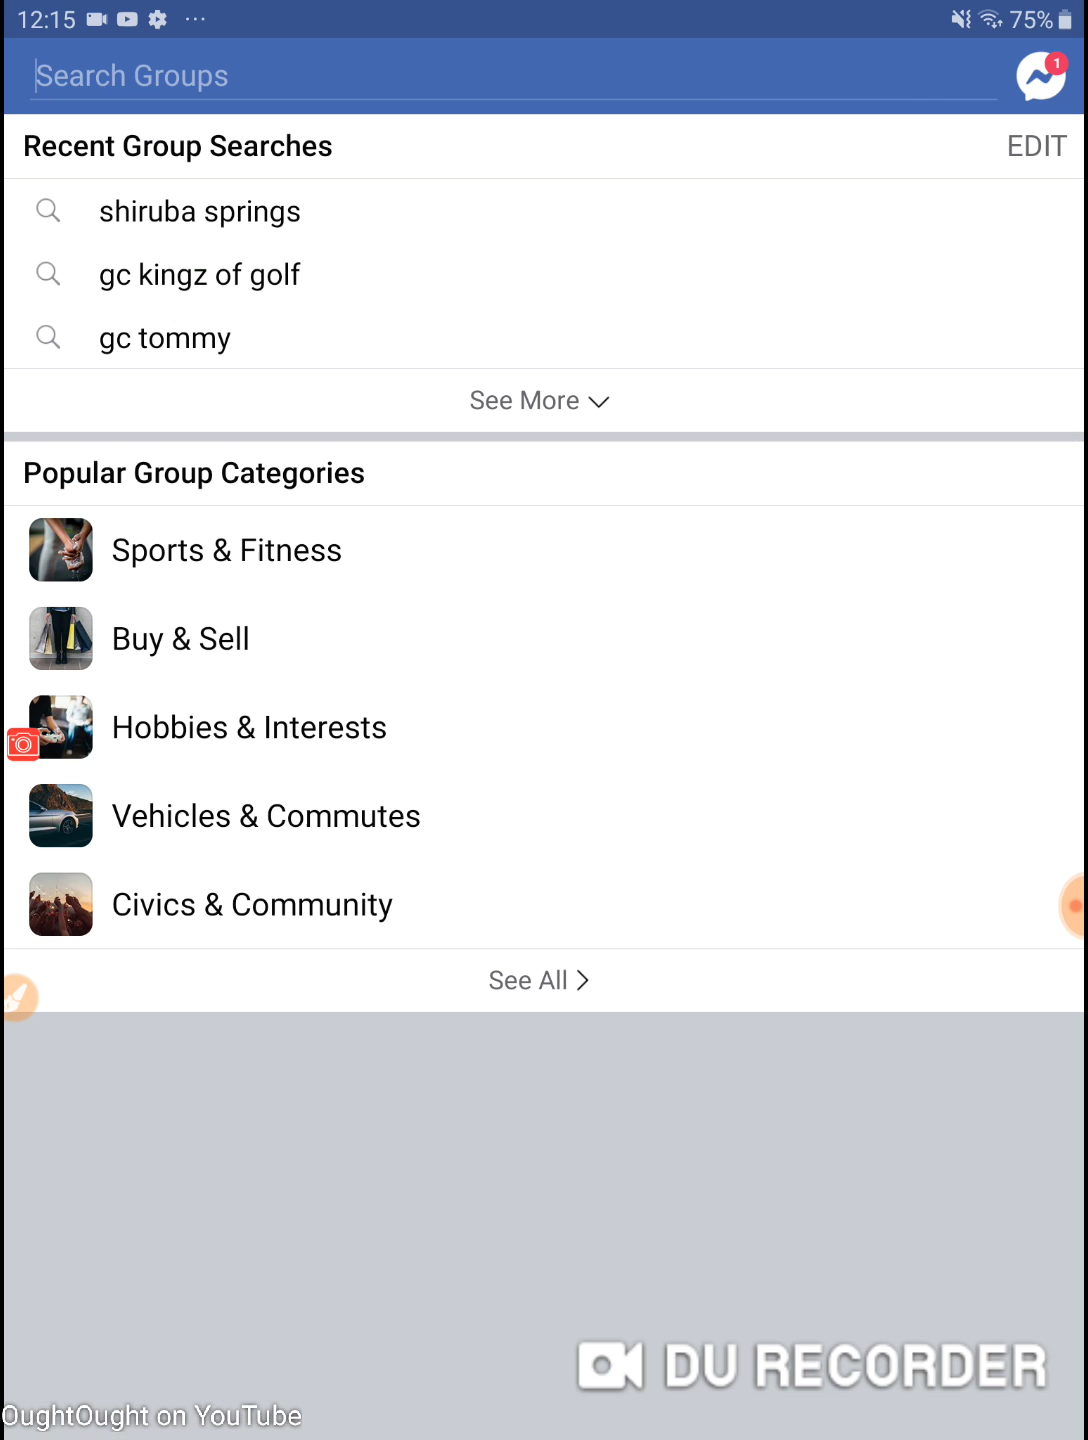 12:15 ... 75%
Search Groups 1
Recent Group Searches EDIT
shiruba springs
gc kingz of golf
gc tommy
See More
Popular Group Categories
Sports & Fitness
Buy & Sell
Hobbies & Interests
Vehicles & Commutes
Civics & Community
See All
DU RECORDER
OughtOught on YouTube